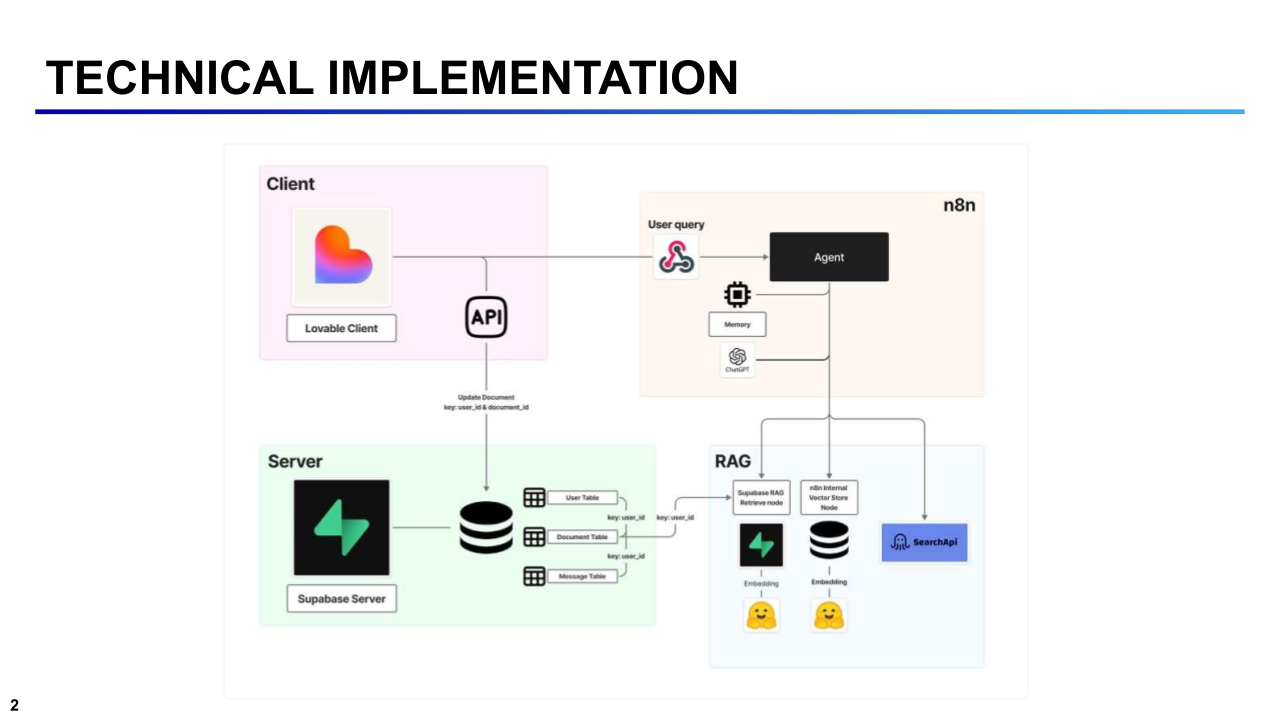 TECHNICAL IMPLEMENTATION
Client
Lovable Client
API
Update Document
key: user_id & document_id
n8n
User query
Agent
Memory
ChatGPT
Server
Supabase Server
User Table
key: user_id
key: user_id
Document Table
key: user_id
Message Table
RAG
Supabase RAG
Retrieve node
n8n Internal
Vector Store
Node
SearchApi
Embedding
Embedding
2